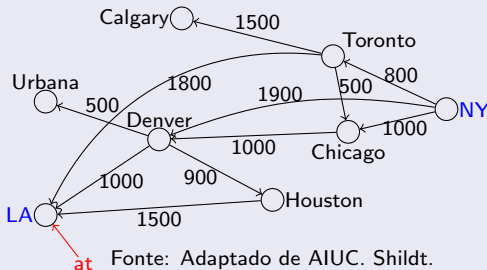 Calgary
1500
Toronto
Urbana
1800
500
800
500
1900
NY
Denver
1000
1000
Chicago
1000
900
LA
Houston
1500
at
Fonte: Adaptado de AIUC. Shildt.